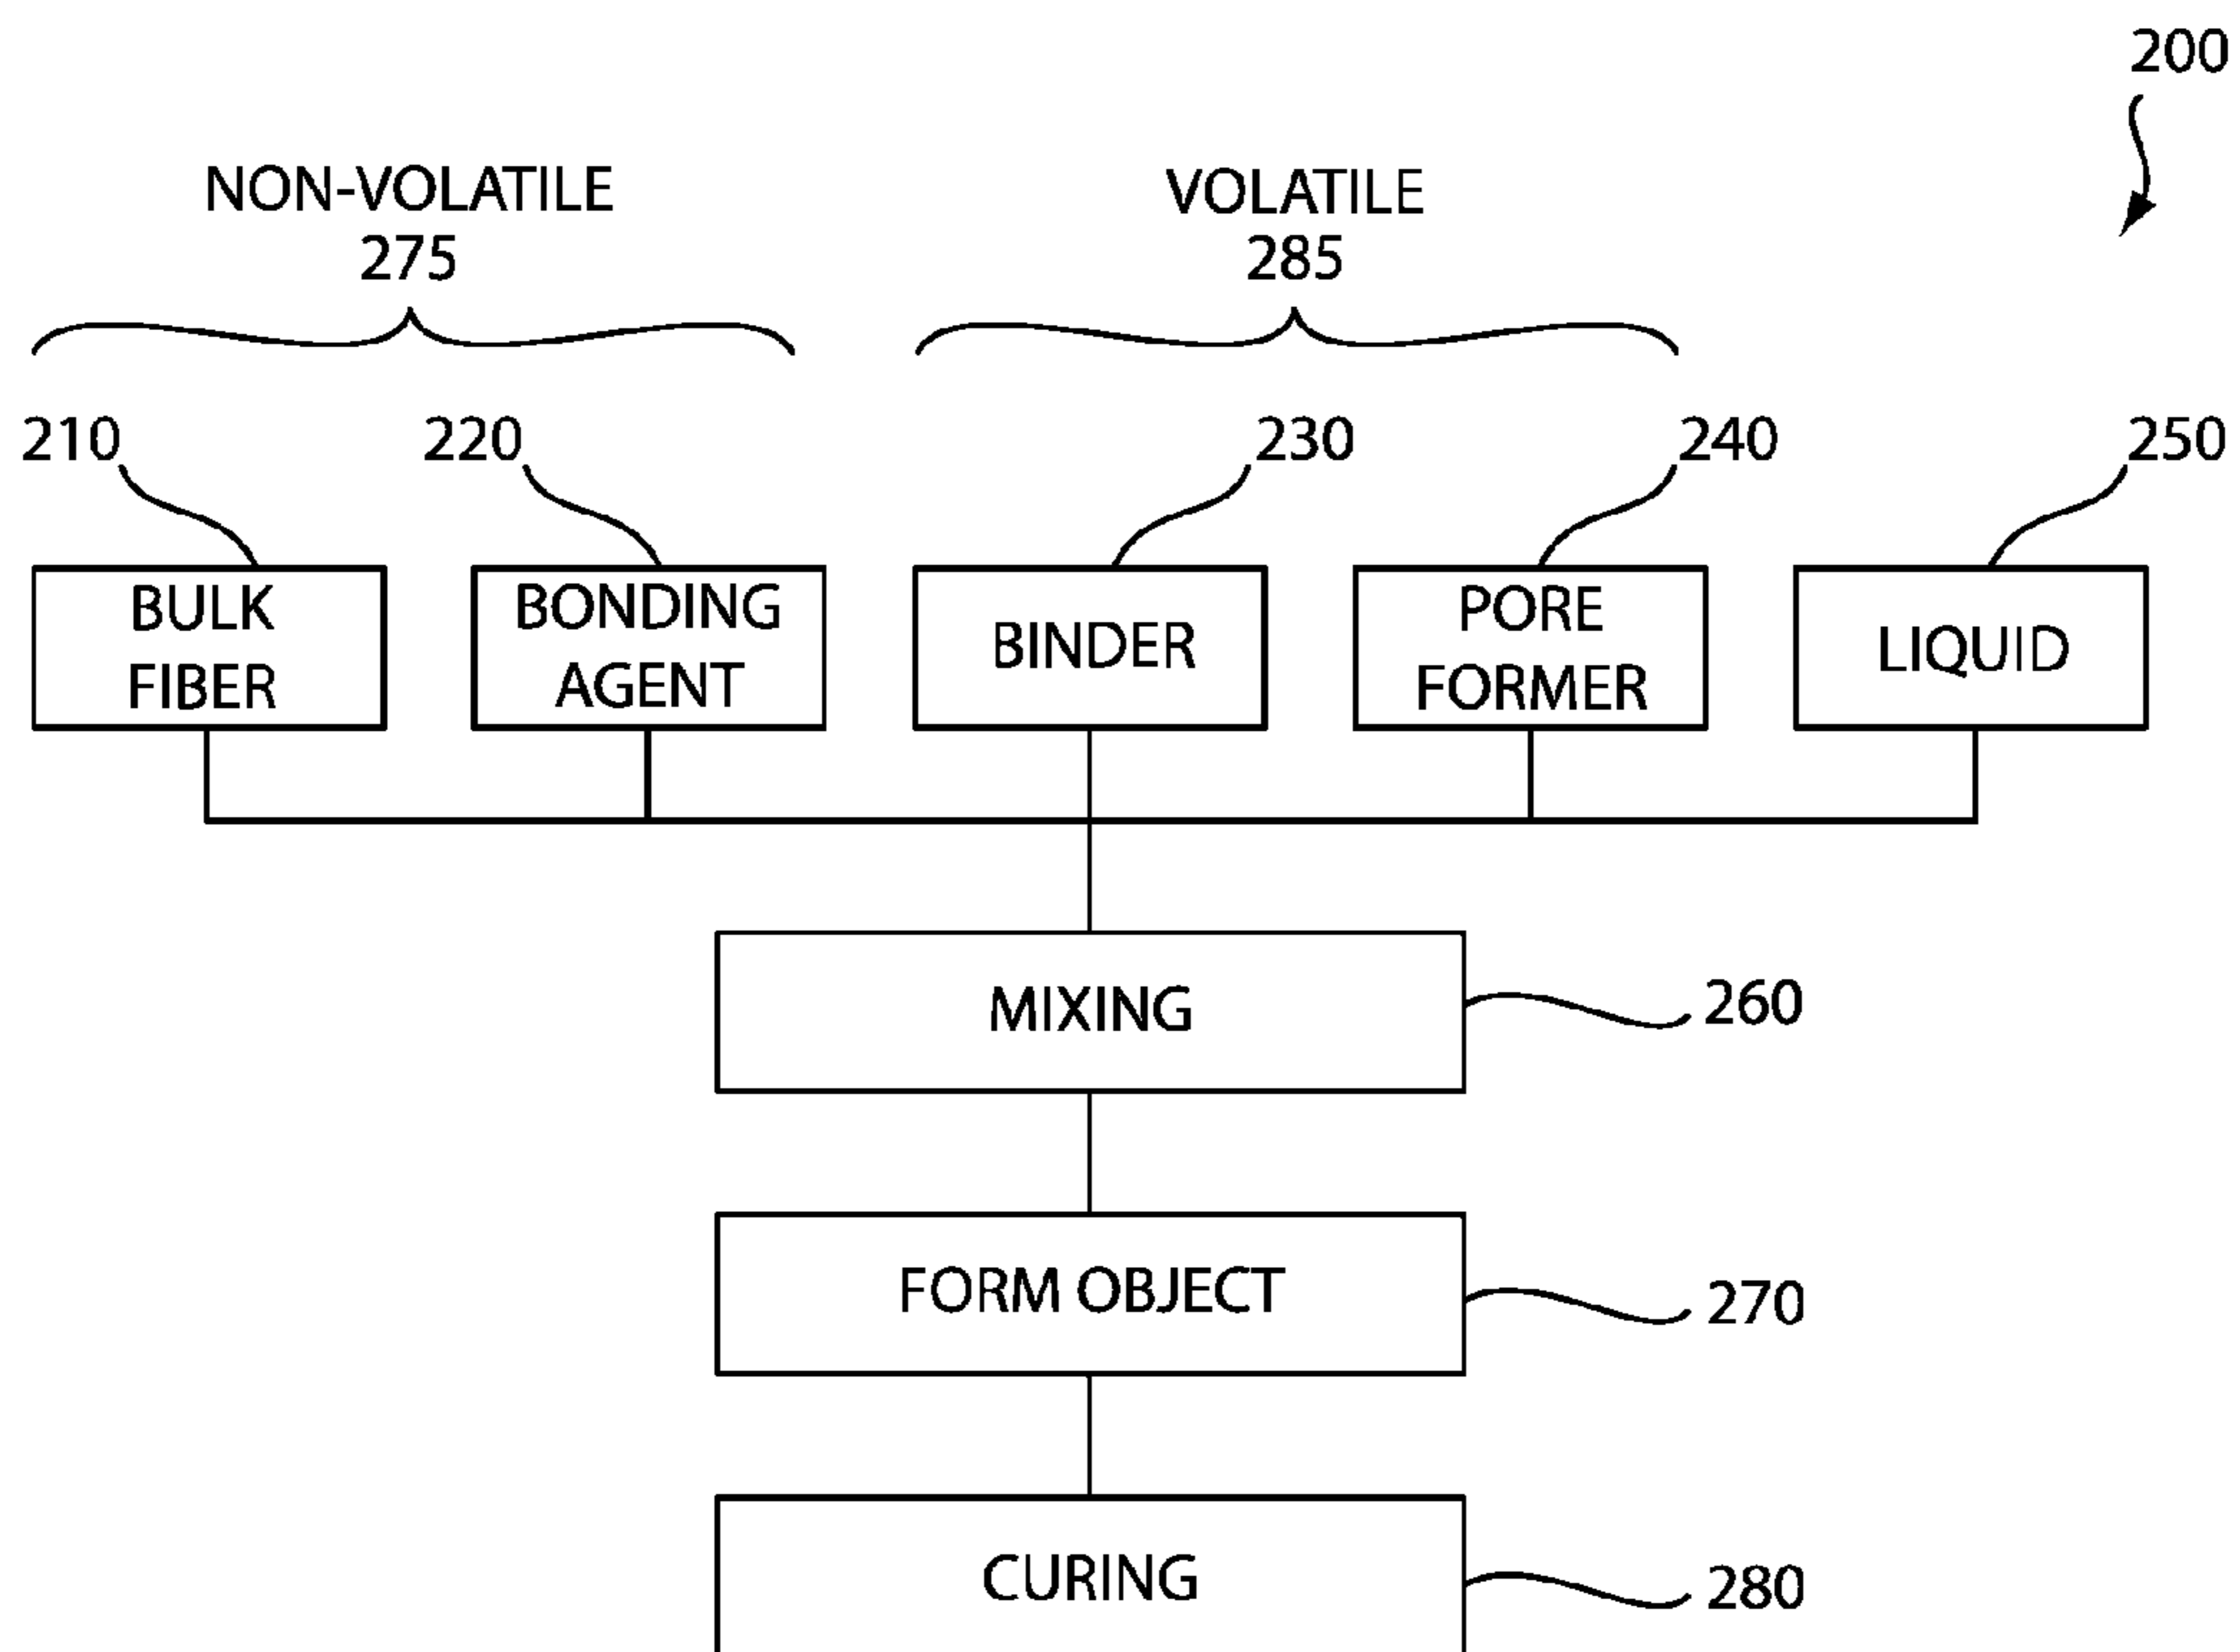 200
NON-VOLATILE
275
VOLATILE
285
210
220
230
240
250
BULK
FIBER
BONDING
AGENT
BINDER
PORE
FORMER
LIQUID
MIXING
260
FORM OBJECT
270
CURING
280